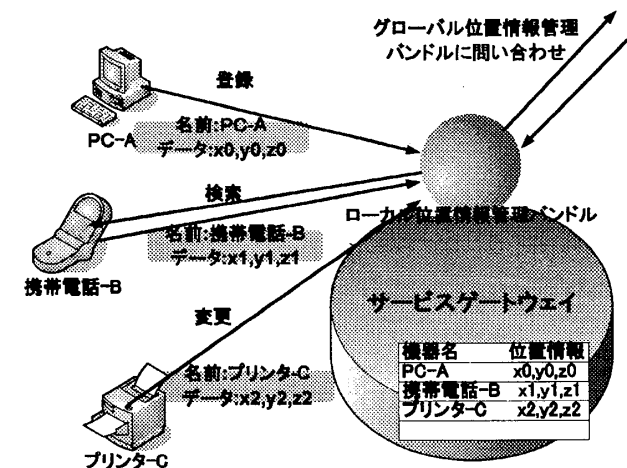 グローバル位置情報管理
バンドルに問い合わせ
登録
PC-A
名前:PC-A
データ:x0,y0,z0
検索
ローカル位置情報管理バンドル
名前:携帯電話-B
データ:x1,y1,z1
携帯電話-B
変更
サービスゲートウェイ
名前:プリンタ-C
データ:x2,y2,z2
プリンタ-C
機器名 位置情報
PC-A x0,y0,z0
携帯電話-B x1,y1,z1
プリンタ-C x2,y2,z2